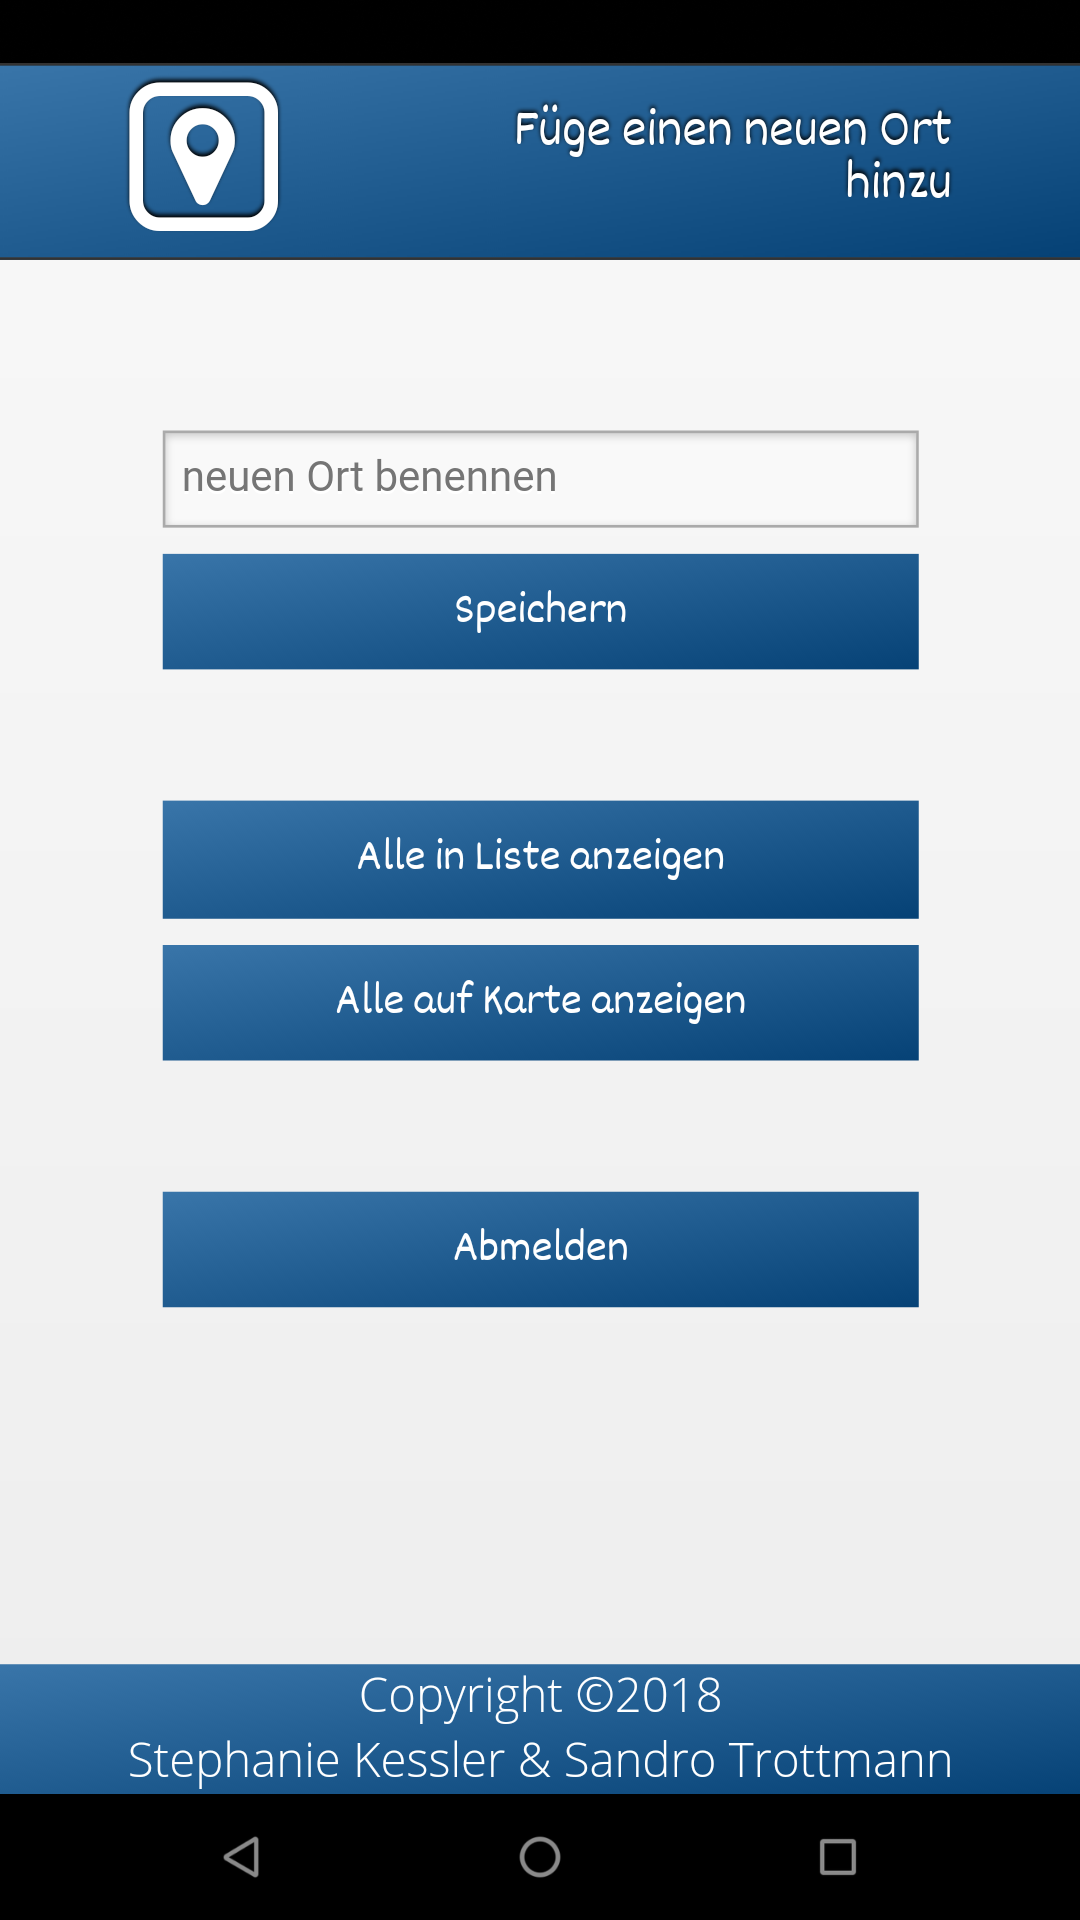 Füge einen neuen Ort
hinzu
neuen Ort benennen
Speichern
Alle in Liste anzeigen
Alle auf Karte anzeigen
Abmelden
Copyright ©2018
Stephanie Kessler & Sandro Trottmann